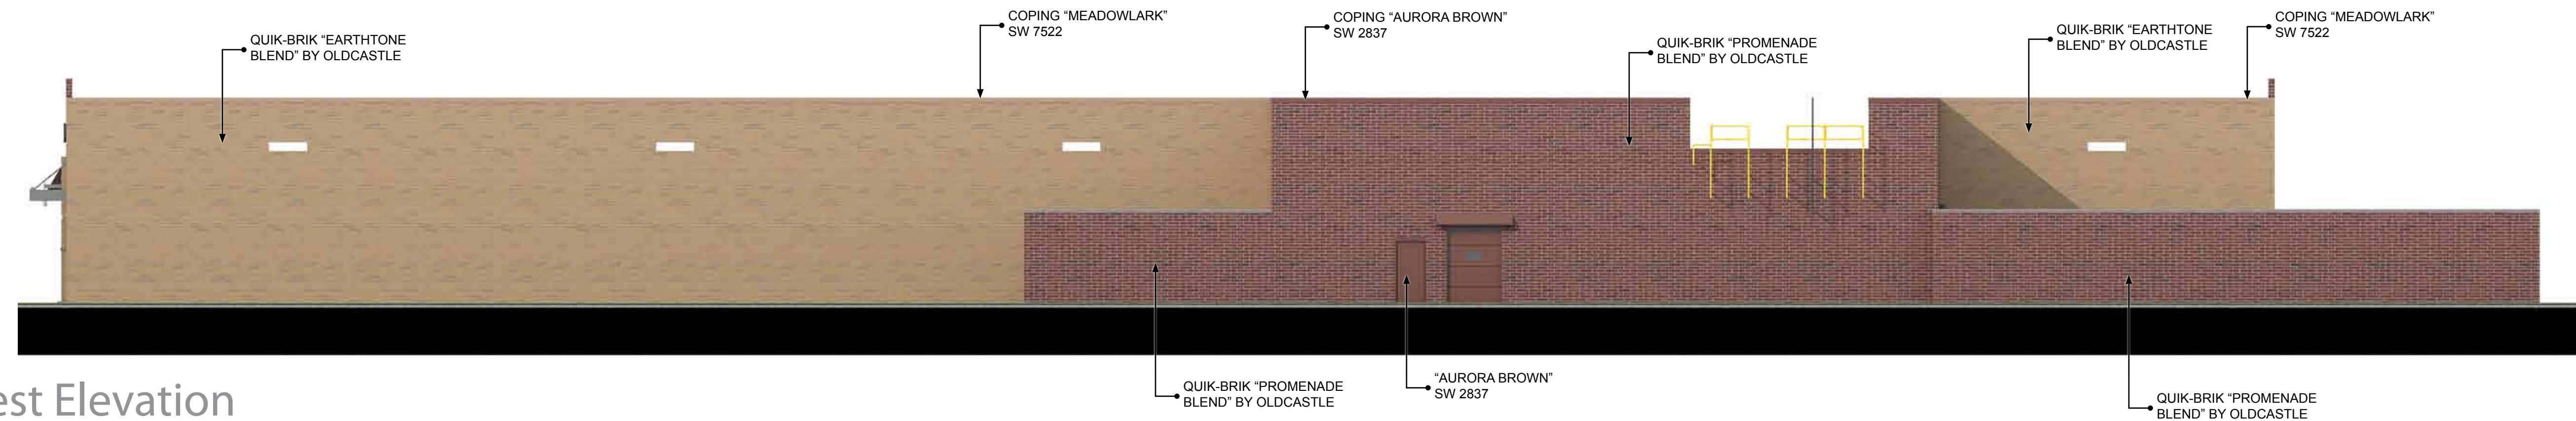 COPING “MEADOWLARK”
SW 7522
COPING “AURORA BROWN”
SW 2837
COPING “MEADOWLARK”
SW 7522
QUIK-BRIK “EARTHTONE
BLEND” BY OLDCASTLE
QUIK-BRIK “PROMENADE
BLEND” BY OLDCASTLE
QUIK-BRIK “EARTHTONE
BLEND” BY OLDCASTLE
QUIK-BRIK “PROMENADE
BLEND” BY OLDCASTLE
“AURORA BROWN”
SW 2837
QUIK-BRIK “PROMENADE
BLEND” BY OLDCASTLE
est Elevation